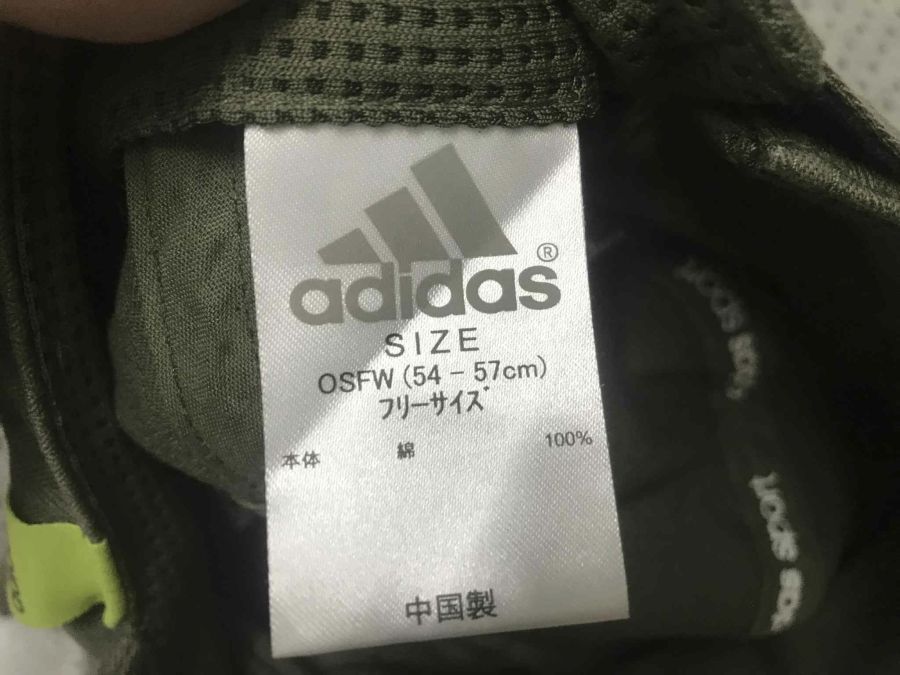 adidas®
SIZE
OSFW (54 - 57cm)
フリーサイズ
本体 綿 100%
中国製